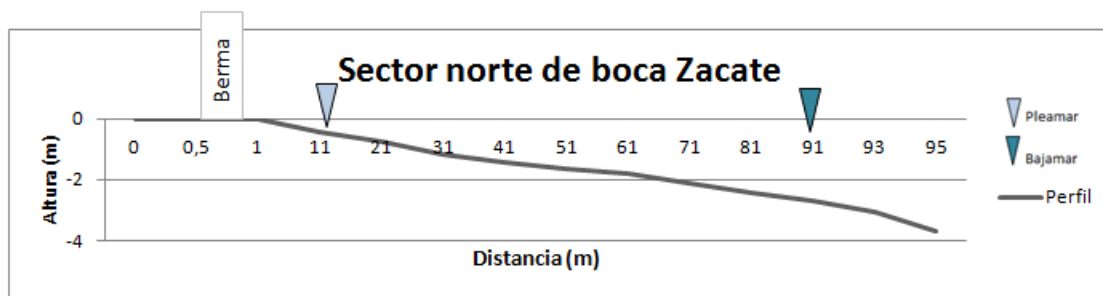 Berma
Sector norte de boca Zacate
Altura (m)
0
-2
-4
0 0,5 1 11 21 31 41 51 61 71 81 91 93 95
Distancia (m)
Pleamar
Bajamar
Perfil